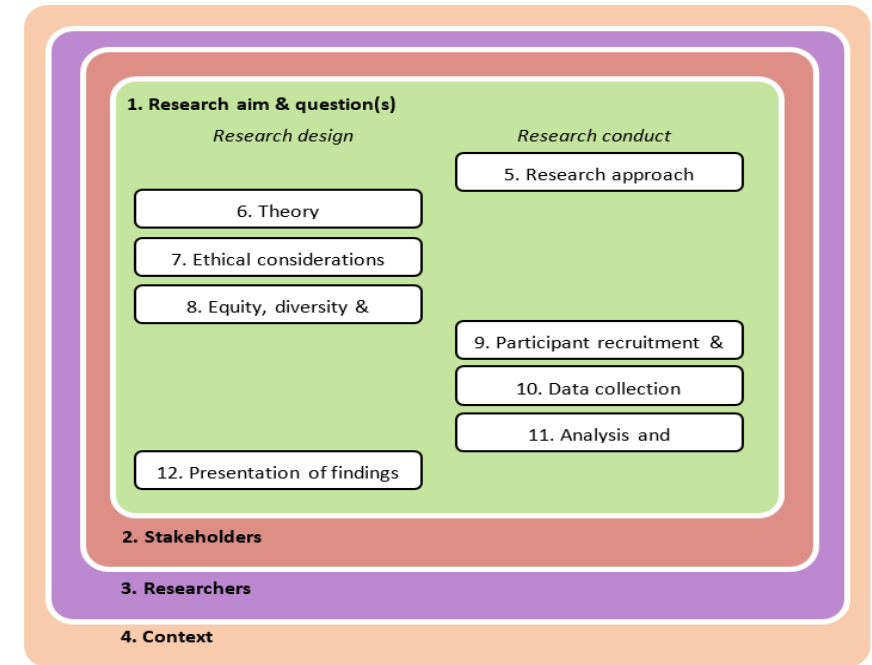 1. Research aim & question(s)
Research design
Research conduct
5. Research approach
6. Theory
7. Ethical considerations
8. Equity, diversity &
9. Participant recruitment &
10. Data collection
11. Analysis and
12. Presentation of findings
2. Stakeholders
3. Researchers
4. Context